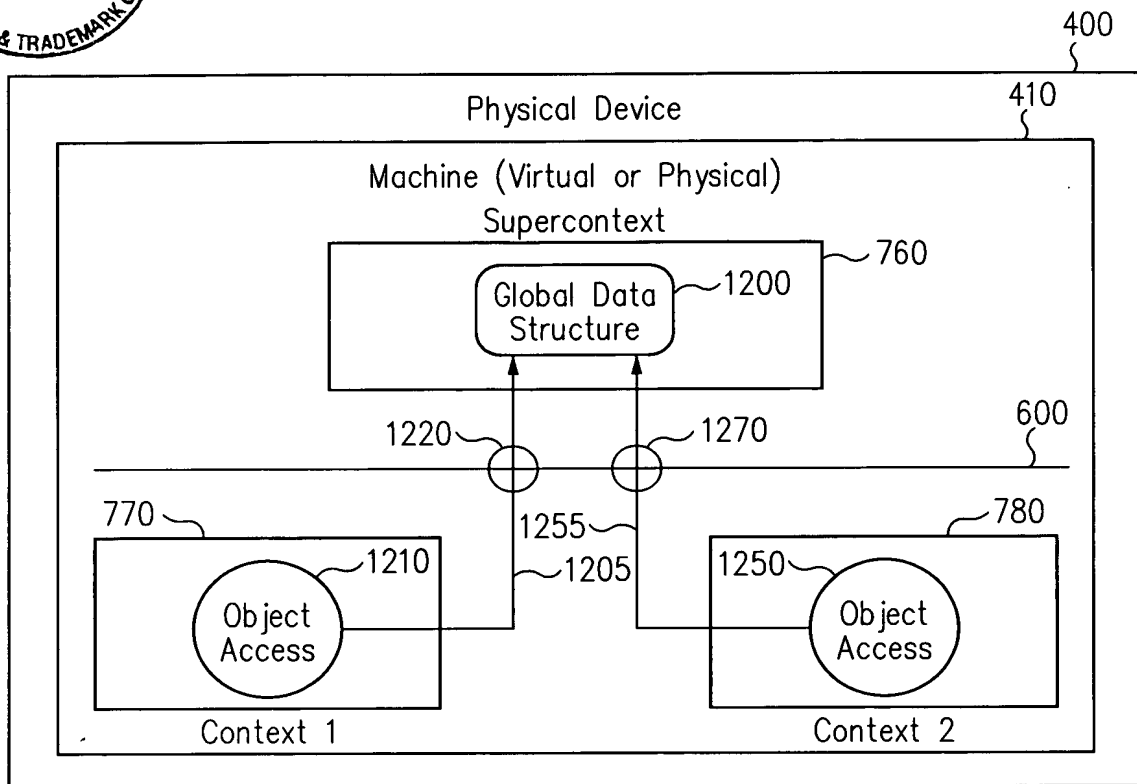 & TRADEMARK
400
Physical Device
410
Machine (Virtual or Physical)
Supercontext
760
Global Data
Structure
1200
1220
1270
600
770
780
1255
1210
1205
1250
Object
Access
Object
Access
Context 1
Context 2